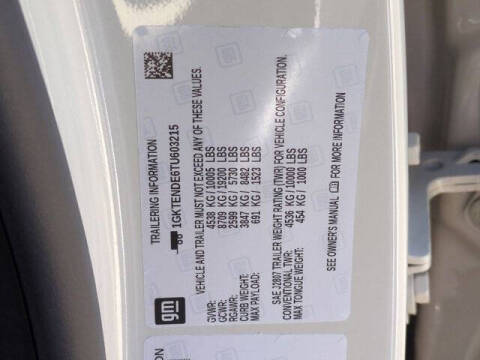 TRAILERING INFORMATION
1GKTENDE6TU603215
VEHICLE AND TRAILER MUST NOT EXCEED ANY OF THESE VALUES.
GVWR: 4538 KG / 10005 LBS
GCWR: 8709 KG / 19200 LBS
RGAWR: 2599 KG / 5730 LBS
CURB WEIGHT: 3847 KG / 8482 LBS
MAX PAYLOAD: 691 KG / 1523 LBS
SAE J2807 TRAILER WEIGHT RATING (TWR) FOR VEHICLE CONFIGURATION.
CONVENTIONAL TWR: 4536 KG / 10000 LBS
MAX TONGUE WEIGHT: 454 KG / 1000 LBS
SEE OWNER'S MANUAL FOR MORE INFORMATION
gm